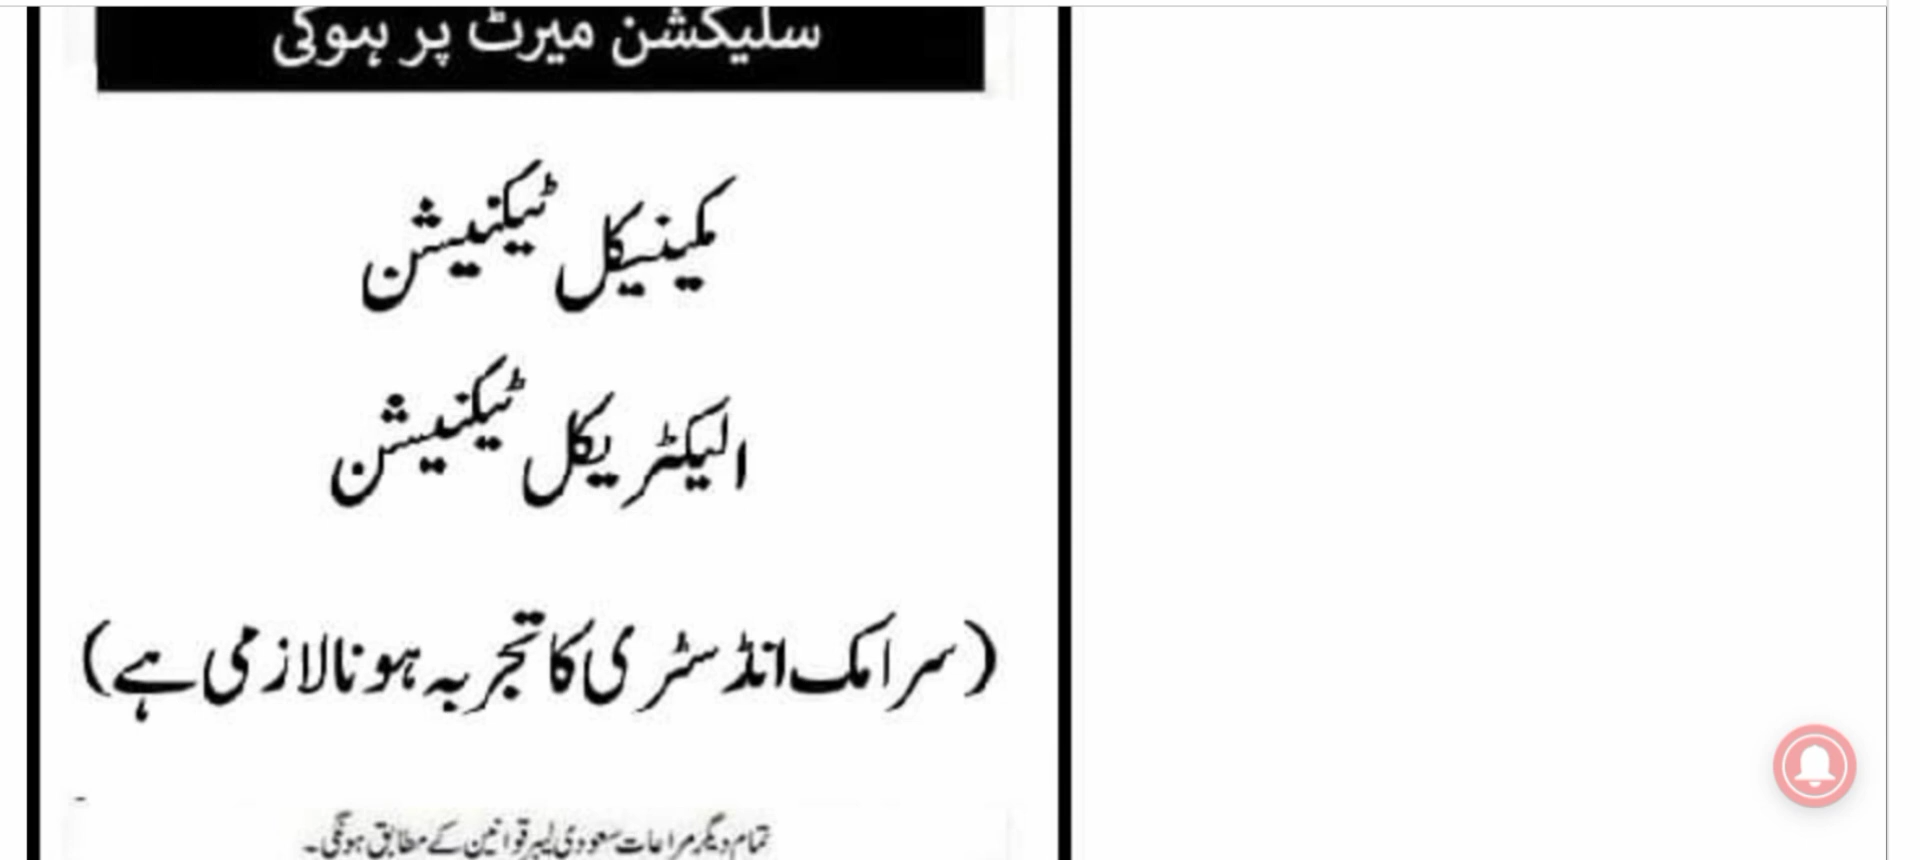 سلیکشن میرٹ پر ہوگی
مکینیکل ٹیکنیشن
الیکٹریکل ٹیکنیشن
(سرامک انڈسٹری کا تجربہ ہونا لازمی ہے)
تمام دیگر مراعات سعودی لیبر قوانین کے مطابق ہونگی۔